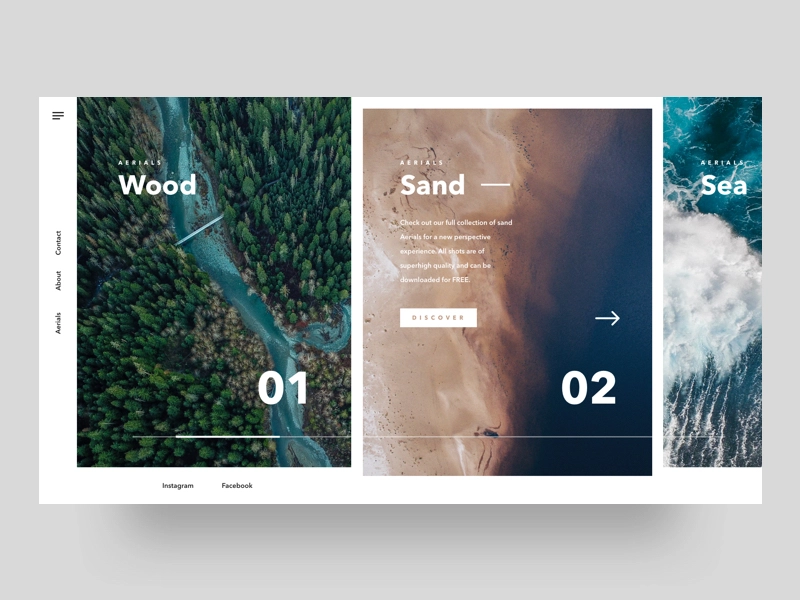 Contact
About
Aerials
AERIALS
Wood
01
AERIALS
Sand
Check out our full collection of sand
Aerials for a new perspective
experience. All shots are of
superhigh quality and can be
downloaded for FREE.
DISCOVER
02
AERIALS
Sea
Instagram
Facebook